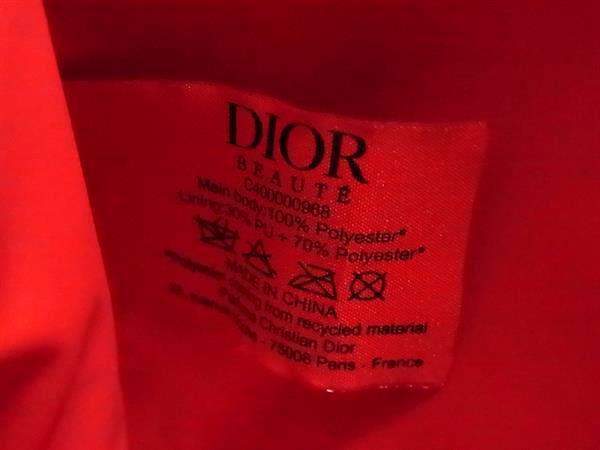 DIOR
BEAUTÉ
C400000968
Main body: 100% Polyester*
Lining: 30% PU + 70% Polyester*
MADE IN CHINA
from recycled material
Christian Dior
75008 Paris - France